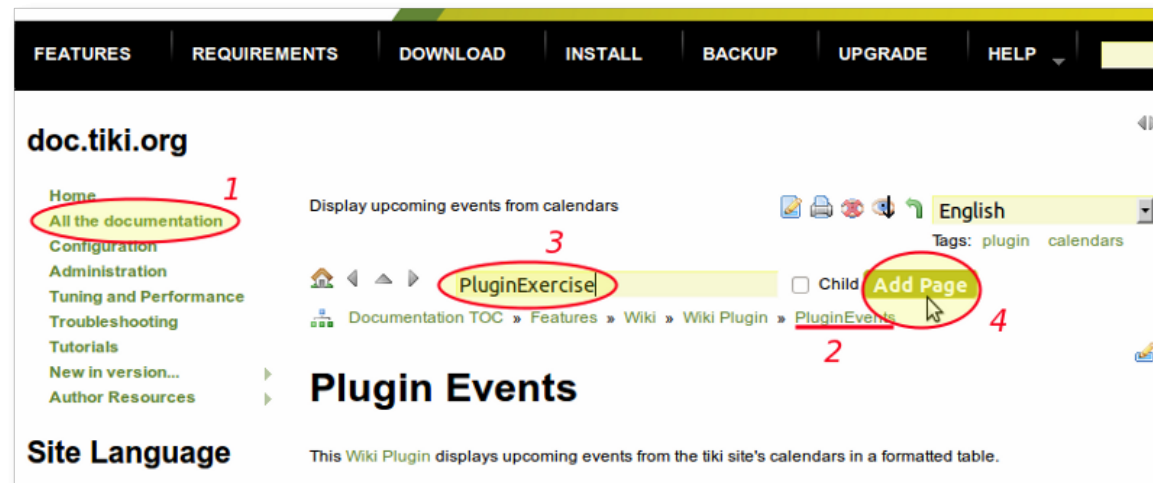 FEATURES REQUIREMENTS DOWNLOAD INSTALL BACKUP UPGRADE HELP
doc.tiki.org
Home
1
All the documentation
Configuration
Administration
Tuning and Performance
Troubleshooting
Tutorials
New in version...
Author Resources
Site Language
Display upcoming events from calendars
English
Tags: plugin calendars
3
PluginExercise
Child Add Page
4
Documentation TOC » Features » Wiki » Wiki Plugin » PluginEvents
2
Plugin Events
This Wiki Plugin displays upcoming events from the tiki site's calendars in a formatted table.